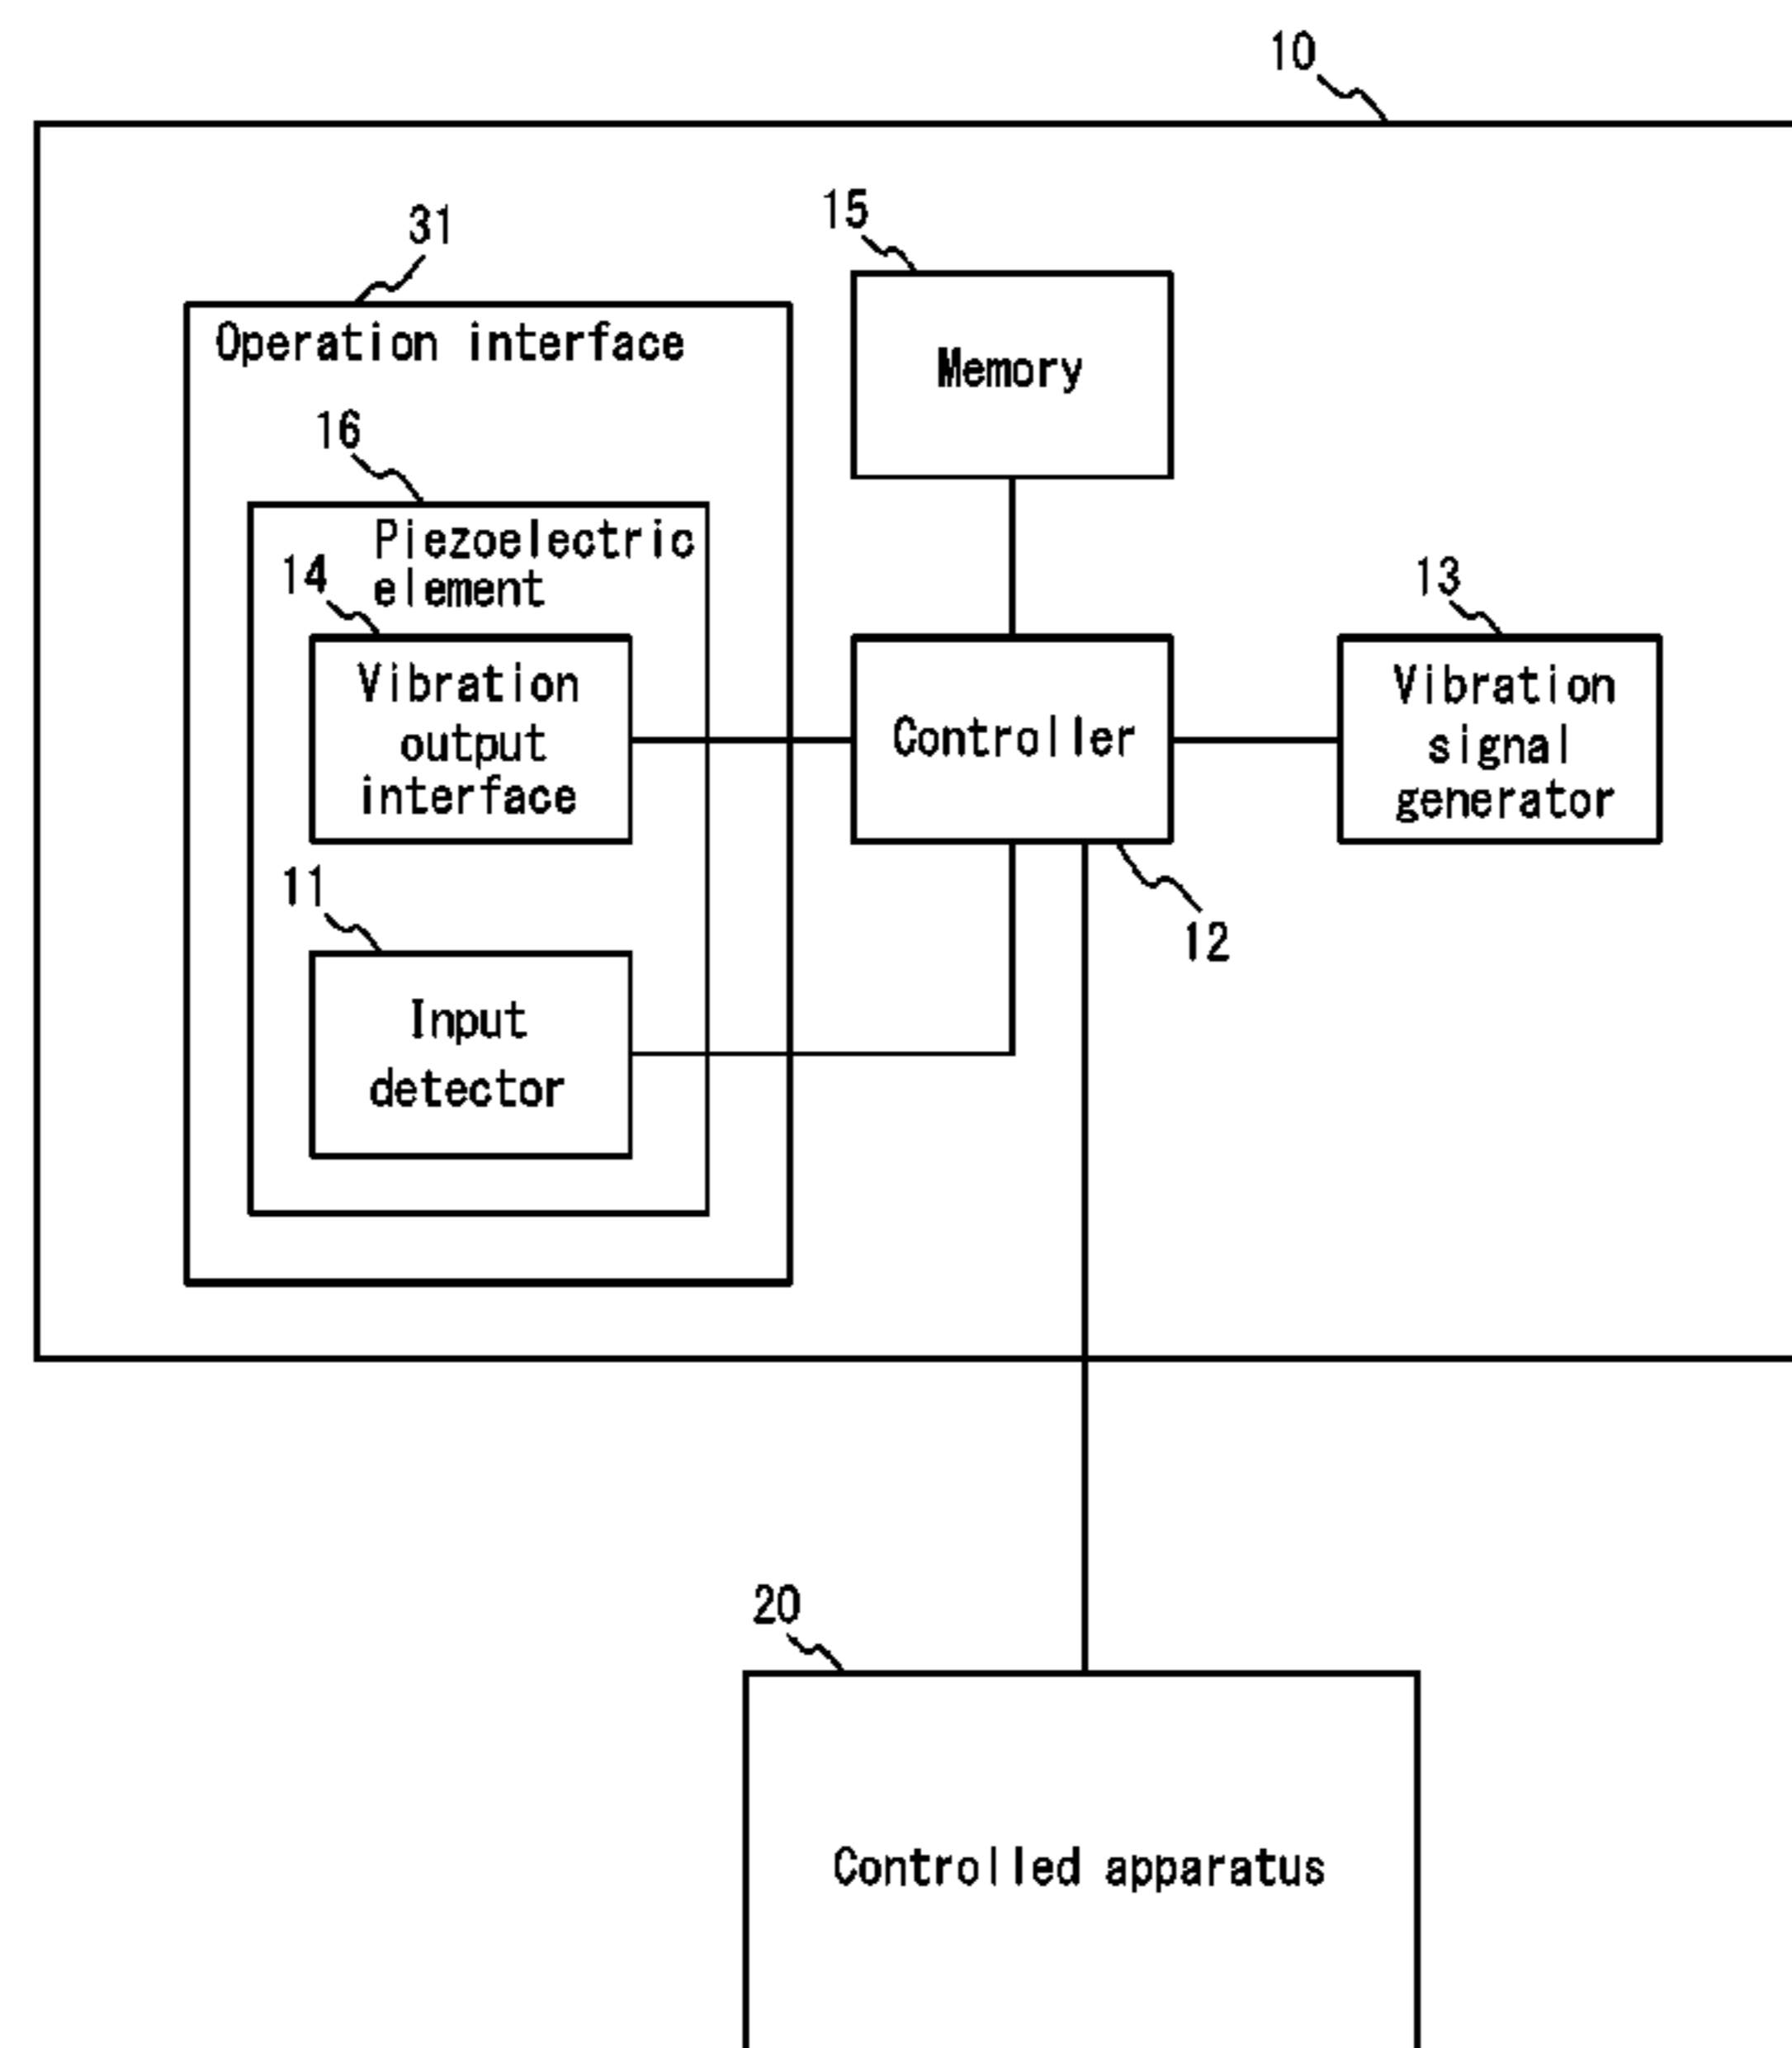 10
15
31
Operation interface
Memory
16
Piezoelectric
element
14
13
Vibration
output
interface
Controller
Vibration
signal
generator
11
12
Input
detector
20
Controlled apparatus